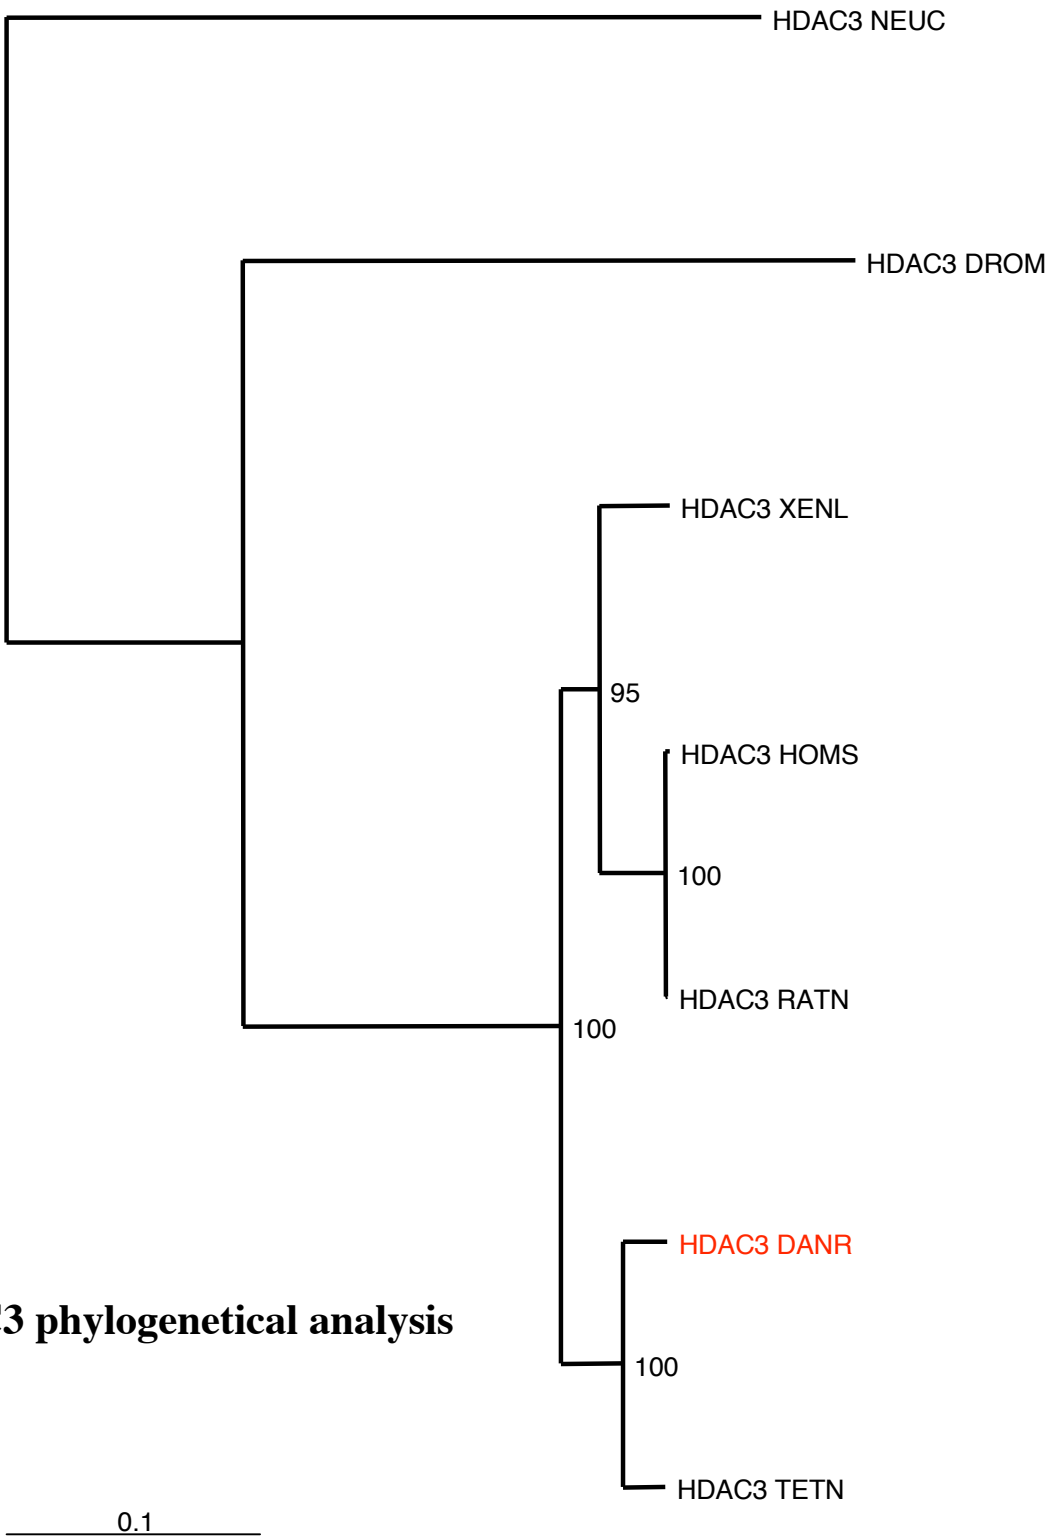 HDAC3 NEUC
HDAC3 DROM
HDAC3 XENL
95
HDAC3 HOMS
100
HDAC3 RATN
100
HDAC3 DANR
3 phylogenetical analysis
100
HDAC3 TETN
0.1